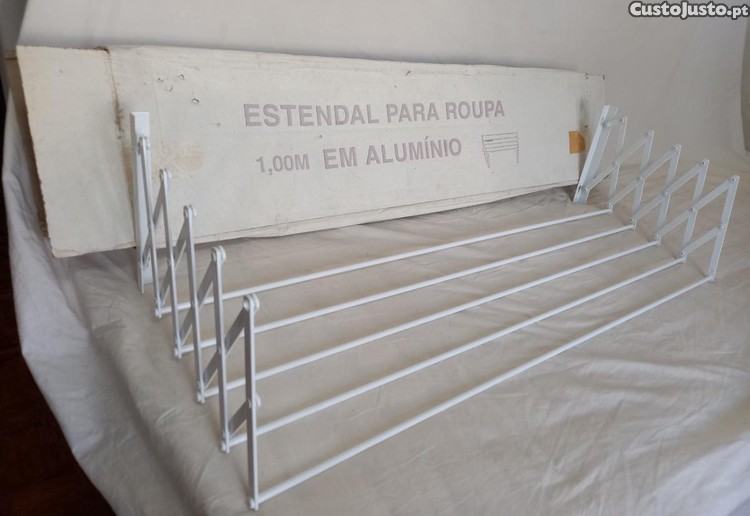 CustoJusto.pt
ESTENDAL PARA ROUPA
1,00M EM ALUMÍNIO